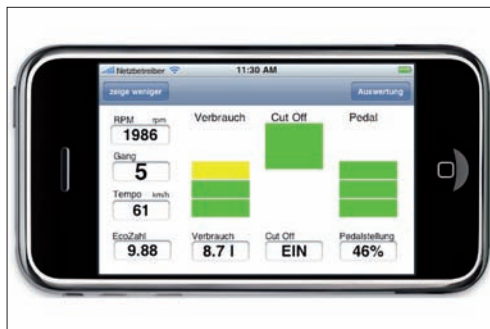 Netzbetreiber 11:30 AM
zeige weniger Auswertung
RPM rpm Verbrauch Cut Off Pedal
1986
Gang
5
Tempo km/h
61
EcoZahl Verbrauch Cut Off Pedalstellung
9.88 8.7 l EIN 46%